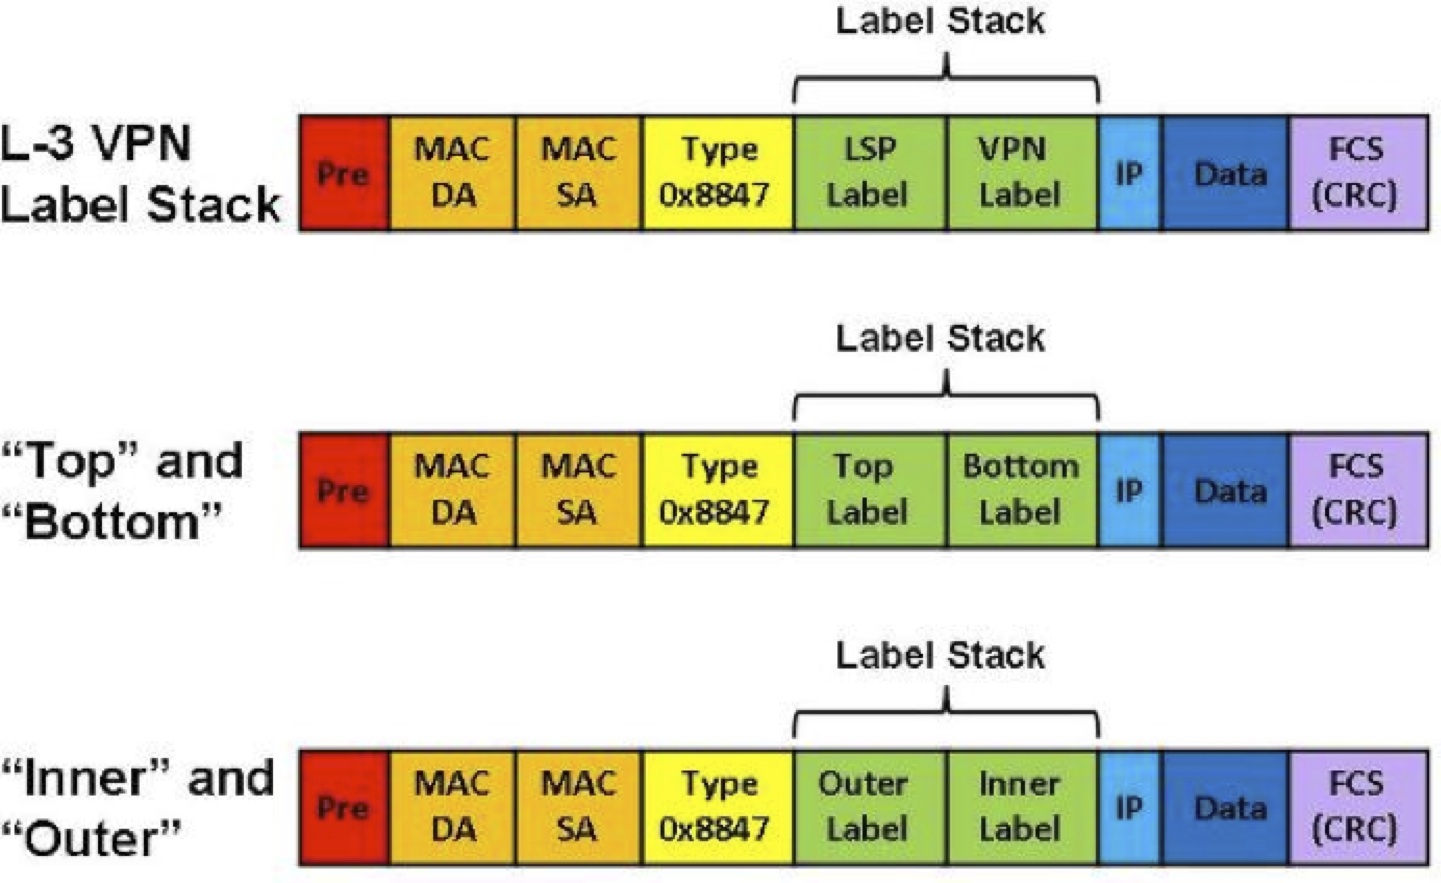 Label Stack
L-3 VPN
Label Stack
Pre
MAC
DA
MAC
SA
Type
0x8847
LSP
Label
VPN
Label
IP
Data
FCS
(CRC)
Label Stack
“Top” and
“Bottom”
Pre
MAC
DA
MAC
SA
Type
0x8847
Top
Label
Bottom
Label
IP
Data
FCS
(CRC)
Label Stack
“Inner” and
“Outer”
Pre
MAC
DA
MAC
SA
Type
0x8847
Outer
Label
Inner
Label
IP
Data
FCS
(CRC)